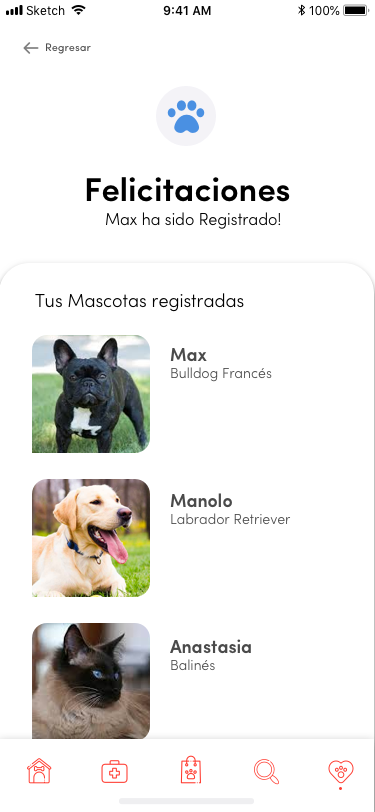 Sketch 9:41 AM 100%
Regresar
Felicitaciones
Max ha sido Registrado!
Tus Mascotas registradas
Max
Bulldog Francés
Manolo
Labrador Retriever
Anastasia
Balinés